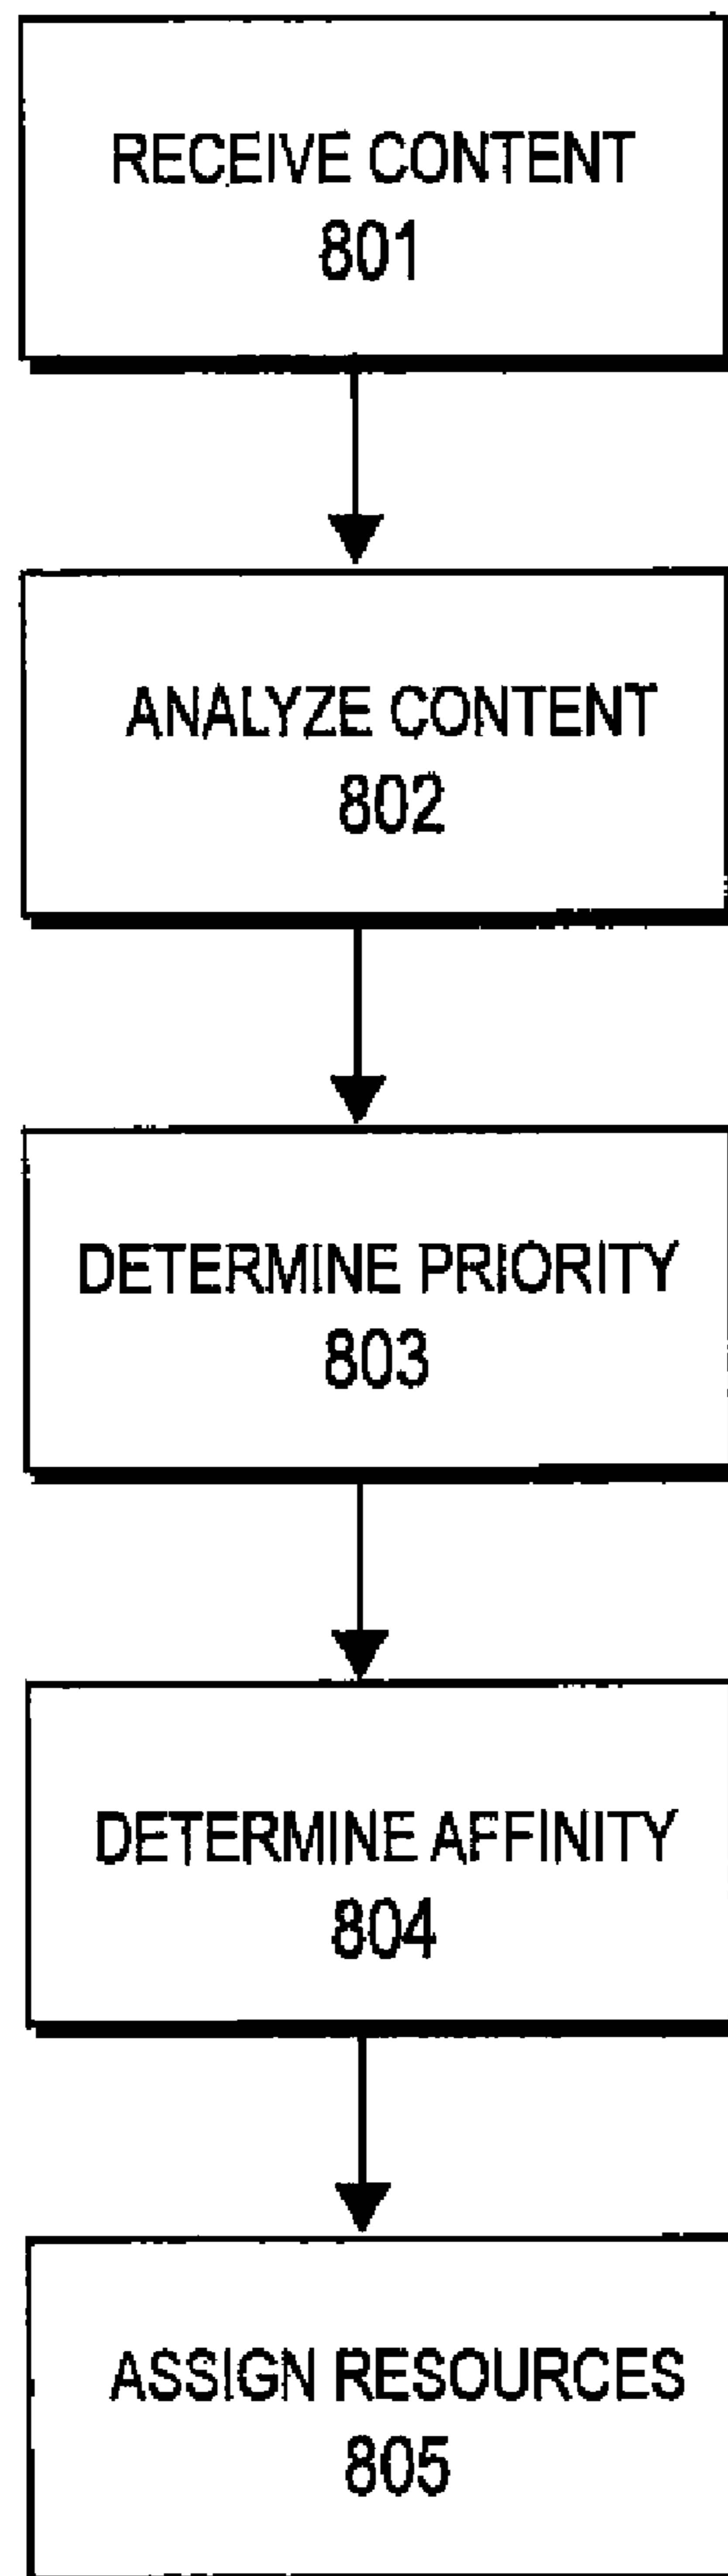 RECEIVE CONTENT
801
ANALYZE CONTENT
802
DETERMINE PRIORITY
803
DETERMINE AFFINITY
804
ASSIGN RESOURCES
805